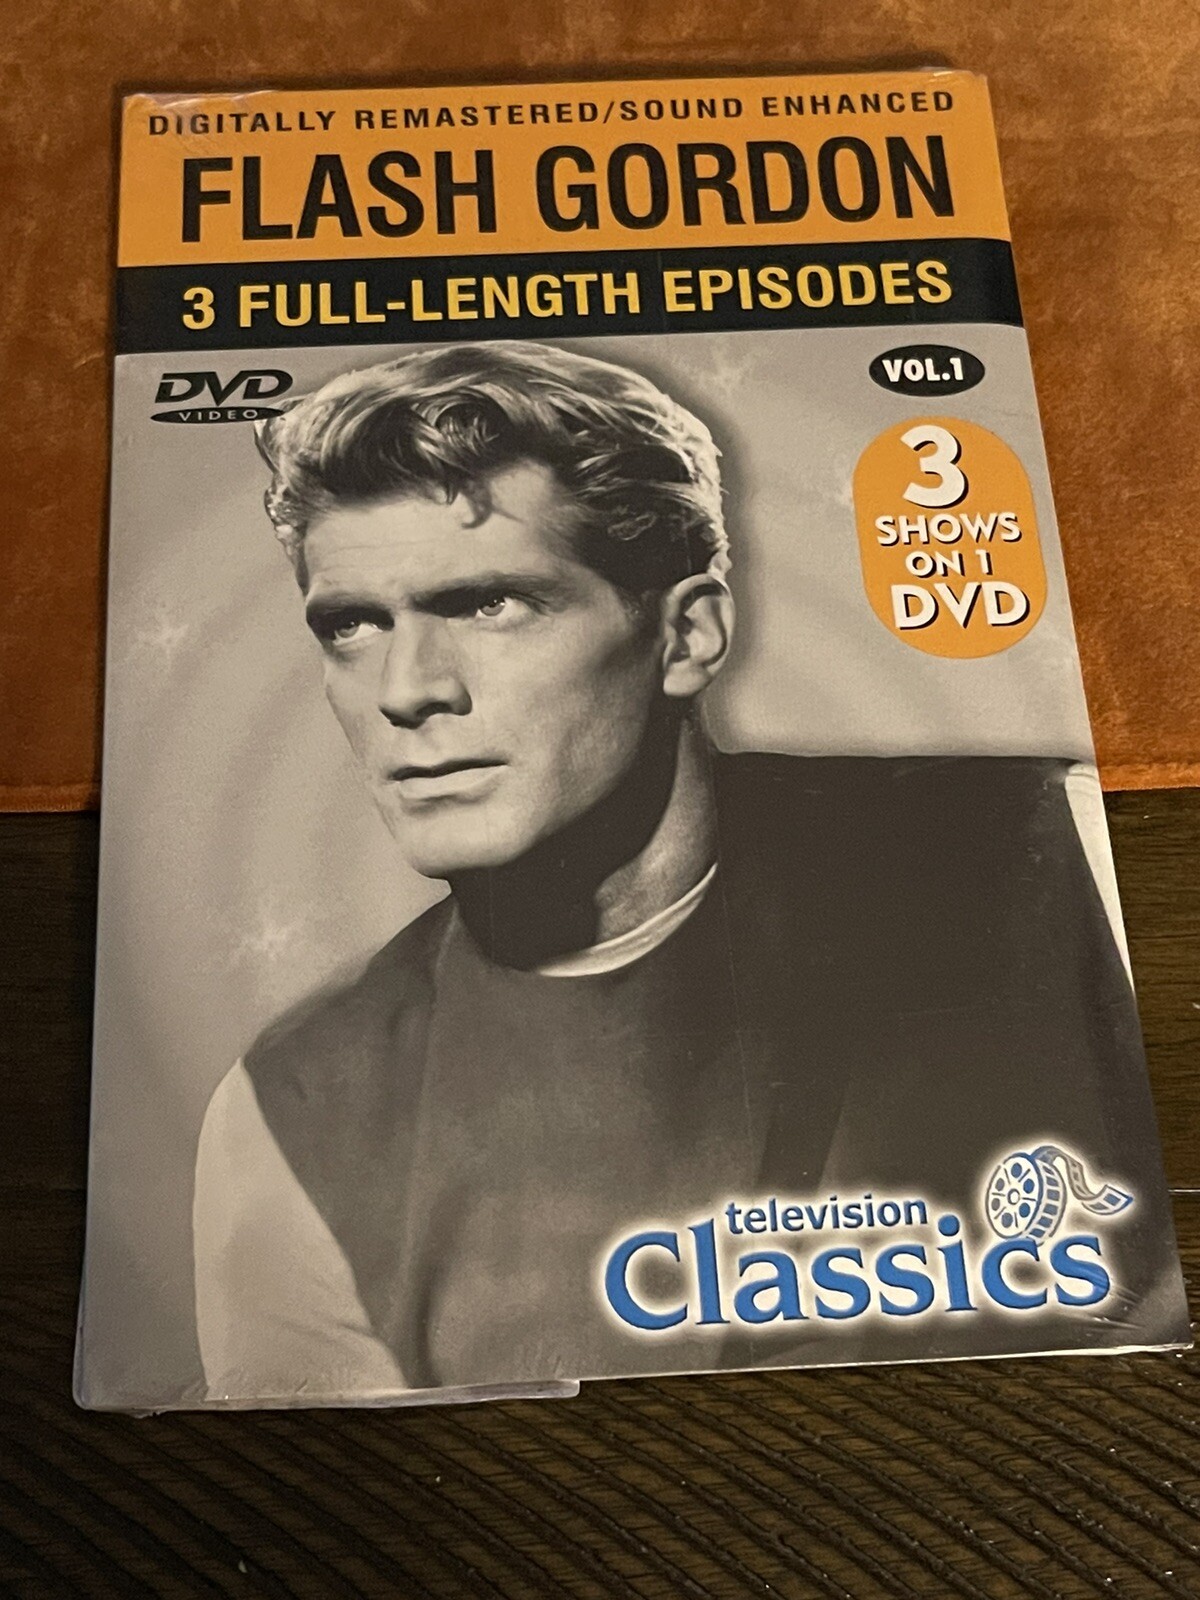 DIGITALLY REMASTERED/SOUND ENHANCED
FLASH GORDON
3 FULL-LENGTH EPISODES
DVD
VIDEO
VOL.1
3
SHOWS
ON 1
DVD
television
Classics